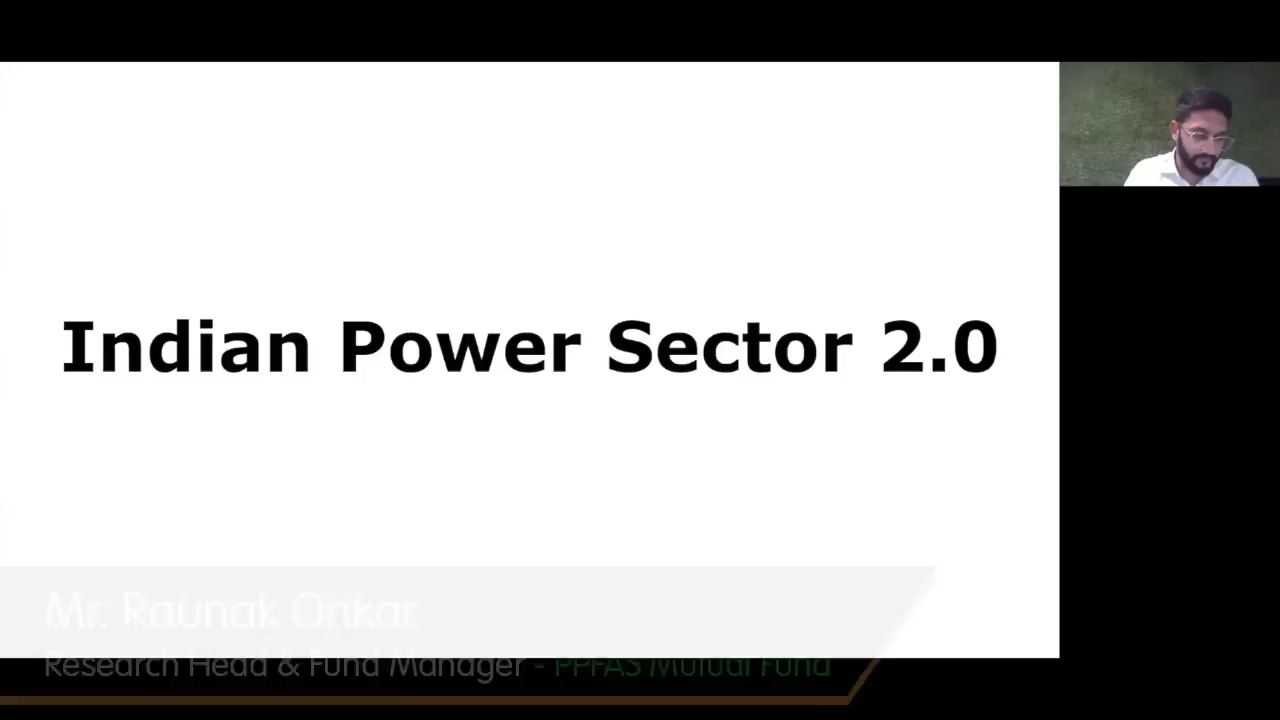 Indian Power Sector 2.0
Mr. Raunak Onkar
Research Head & Fund Manager - PPFAS Mutual Fund